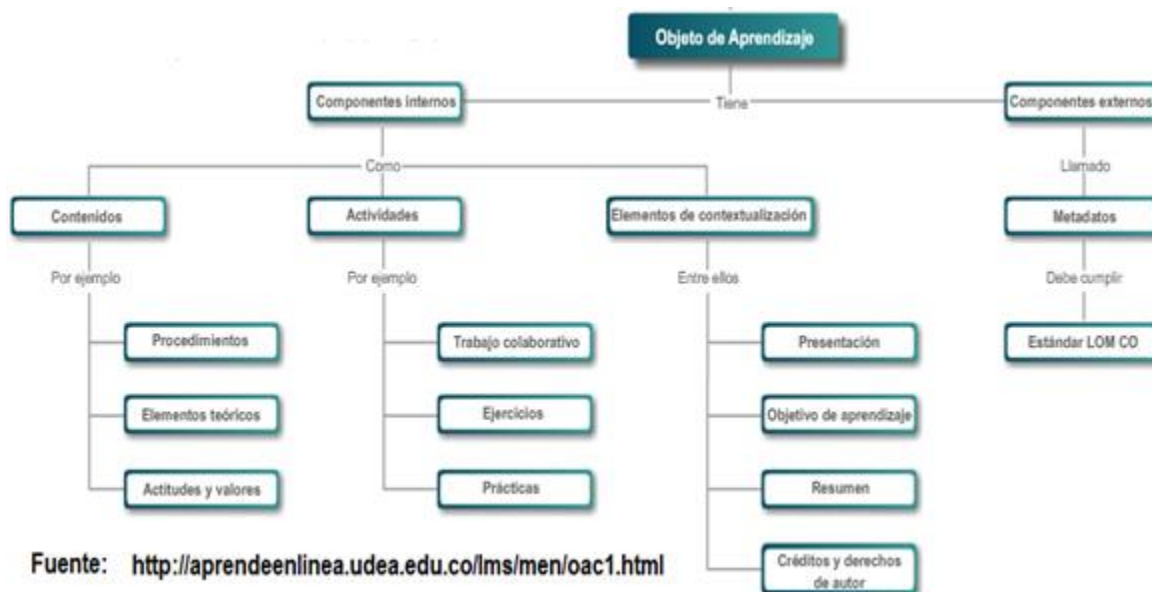 Objeto de Aprendizaje
Componentes internos
Tiene
Componentes externos
Como
Llamado
Contenidos
Actividades
Elementos de contextualización
Metadatos
Por ejemplo
Por ejemplo
Entre ellos
Debe cumplir
Procedimientos
Trabajo colaborativo
Presentación
Estándar LOM CO
Elementos teóricos
Ejercicios
Objetivo de aprendizaje
Actitudes y valores
Prácticas
Resumen
Créditos y derechos
de autor
Fuente: http://aprendeenlinea.udea.edu.co/lms/men/oac1.html